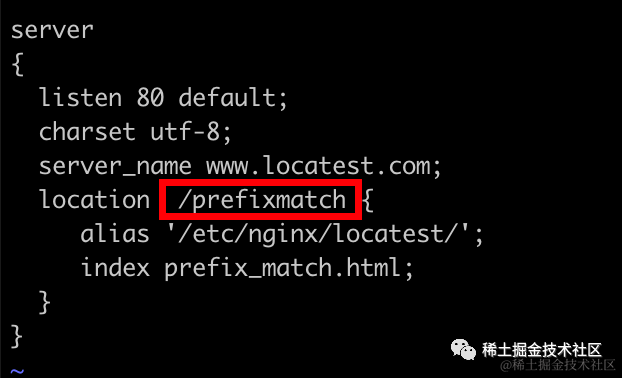 server
{
listen 80 default;
charset utf-8;
server_name www.locatest.com;
location /prefixmatch {
alias '/etc/nginx/locatest/';
index prefix_match.html;
}
}
~
稀土掘金技术社区
@稀土掘金技术社区